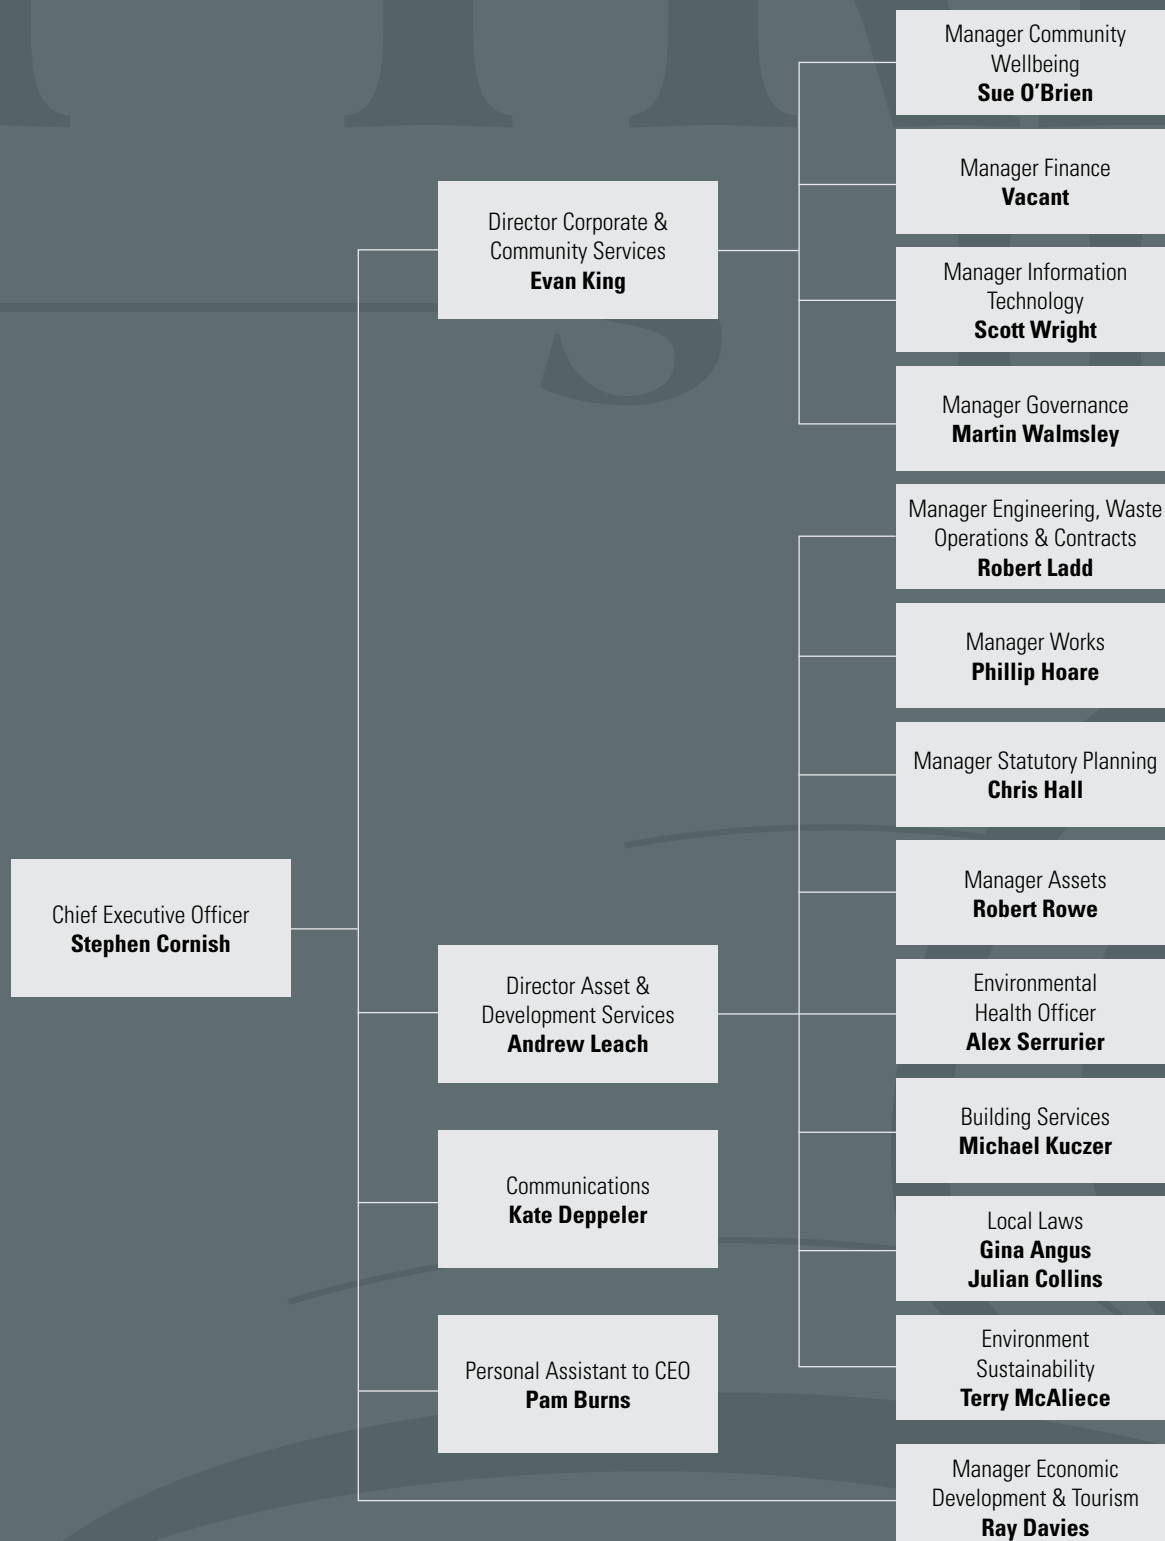 Manager Community
Wellbeing
Sue O'Brien
Manager Finance
Vacant
Director Corporate &
Community Services
Evan King
Manager Information
Technology
Scott Wright
Manager Governance
Martin Walmsley
Manager Engineering, Waste
Operations & Contracts
Robert Ladd
Manager Works
Phillip Hoare
Manager Statutory Planning
Chris Hall
Manager Assets
Robert Rowe
Chief Executive Officer
Stephen Cornish
Director Asset &
Development Services
Andrew Leach
Environmental
Health Officer
Alex Serrurier
Building Services
Michael Kuczer
Communications
Kate Deppeler
Local Laws
Gina Angus
Julian Collins
Personal Assistant to CEO
Pam Burns
Environment
Sustainability
Terry McAliece
Manager Economic
Development & Tourism
Ray Davies